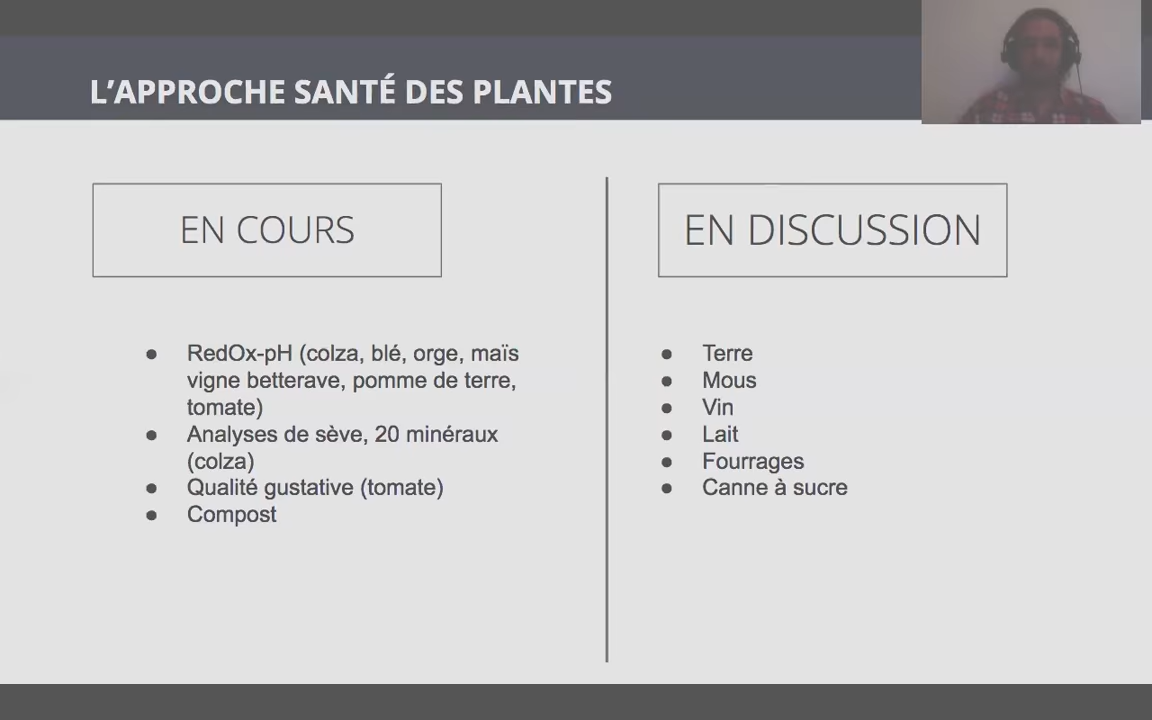 L'APPROCHE SANTÉ DES PLANTES
EN COURS
● RedOx-pH (colza, blé, orge, maïs
vigne betterave, pomme de terre,
tomate)
● Analyses de sève, 20 minéraux
(colza)
● Qualité gustative (tomate)
● Compost
EN DISCUSSION
● Terre
● Mous
● Vin
● Lait
● Fourrages
● Canne à sucre